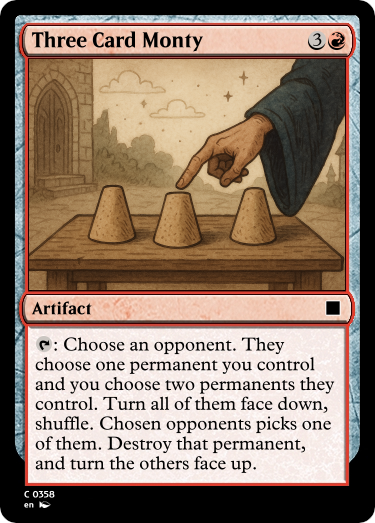 Three Card Monty 3
Artifact
: Choose an opponent. They
choose one permanent you control
and you choose two permanents they
control. Turn all of them face down,
shuffle. Chosen opponents picks one
of them. Destroy that permanent,
and turn the others face up.
C 0358
en